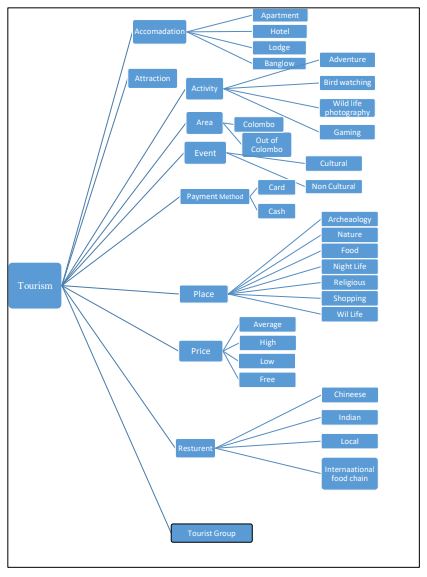 Tourism
Accomadation
Apartment
Hotel
Lodge
Banglow
Attraction
Activity
Adventure
Bird watching
Wild life
photography
Gaming
Area
Colombo
Out of
Colombo
Event
Cultural
Non Cultural
Payment Method
Card
Cash
Place
Archeaology
Nature
Food
Night Life
Religious
Shopping
Wil Life
Price
Average
High
Low
Free
Resturent
Chineese
Indian
Local
Internaational
food chain
Tourist Group